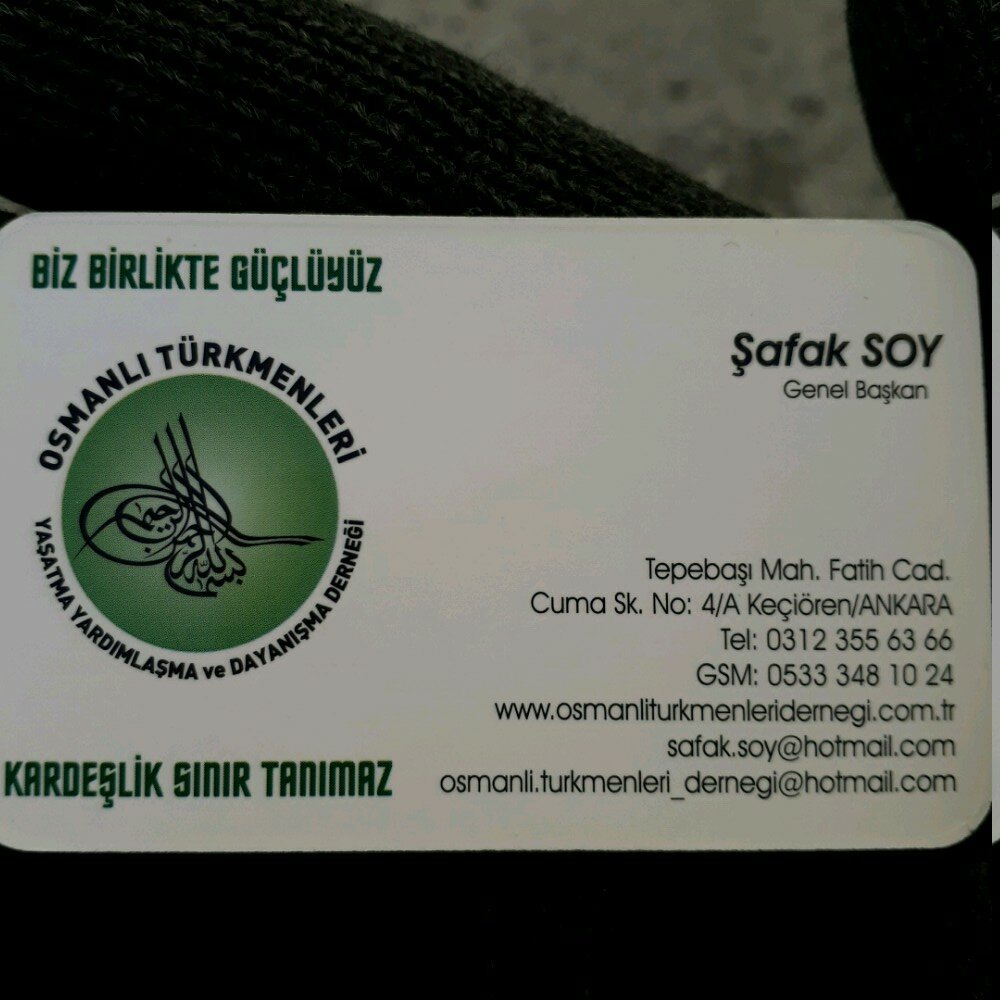 BİZ BİRLİKTE GÜÇLÜYÜZ
OSMANLI TÜRKMENLERİ
YAŞATMA YARDIMLAŞMA ve DAYANIŞMA DERNEĞİ
KARDEŞLİK SINIR TANIMAZ
Şafak SOY
Genel Başkan
Tepebaşı Mah. Fatih Cad.
Cuma Sk. No: 4/A Keçiören/ANKARA
Tel: 0312 355 63 66
GSM: 0533 348 10 24
www.osmanliturkmenleridernegi.com.tr
safak.soy@hotmail.com
osmanli.turkmenleri_dernegi@hotmail.com